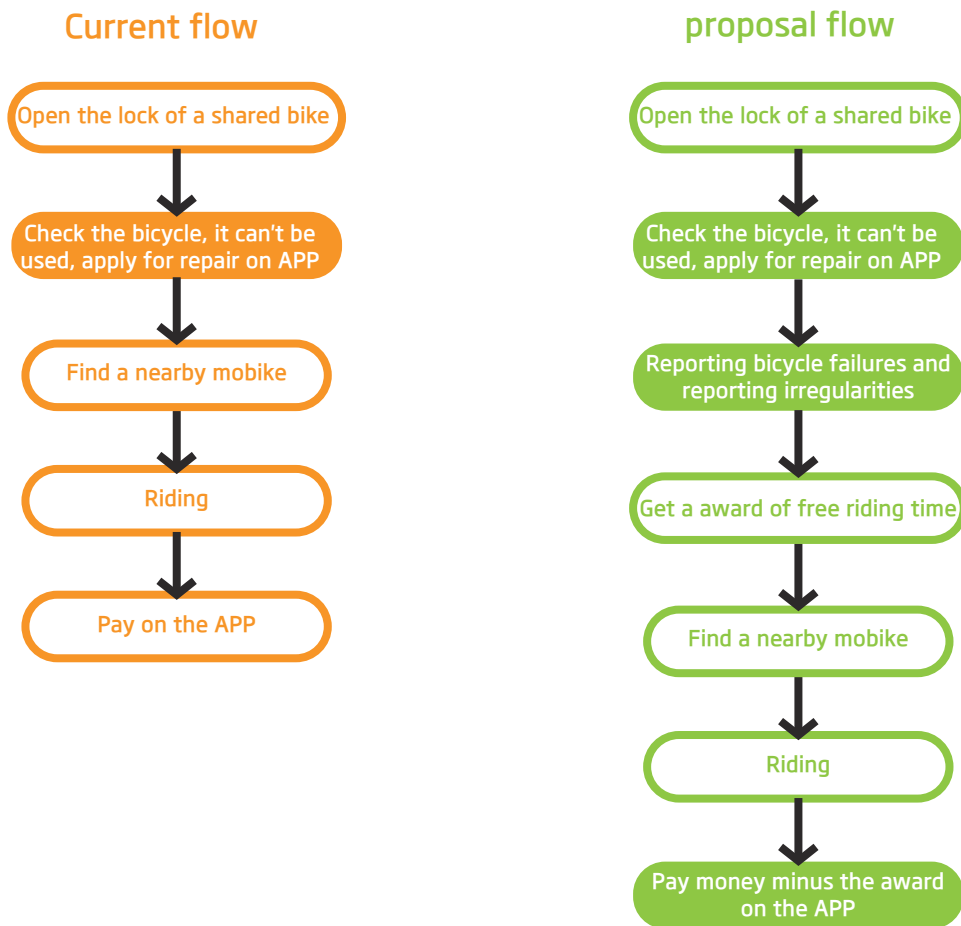 Current flow
Open the lock of a shared bike
Check the bicycle, it can't be
used, apply for repair on APP
Find a nearby mobike
Riding
Pay on the APP
proposal flow
Open the lock of a shared bike
Check the bicycle, it can't be
used, apply for repair on APP
Reporting bicycle failures and
reporting irregularities
Get a award of free riding time
Find a nearby mobike
Riding
Pay money minus the award
on the APP